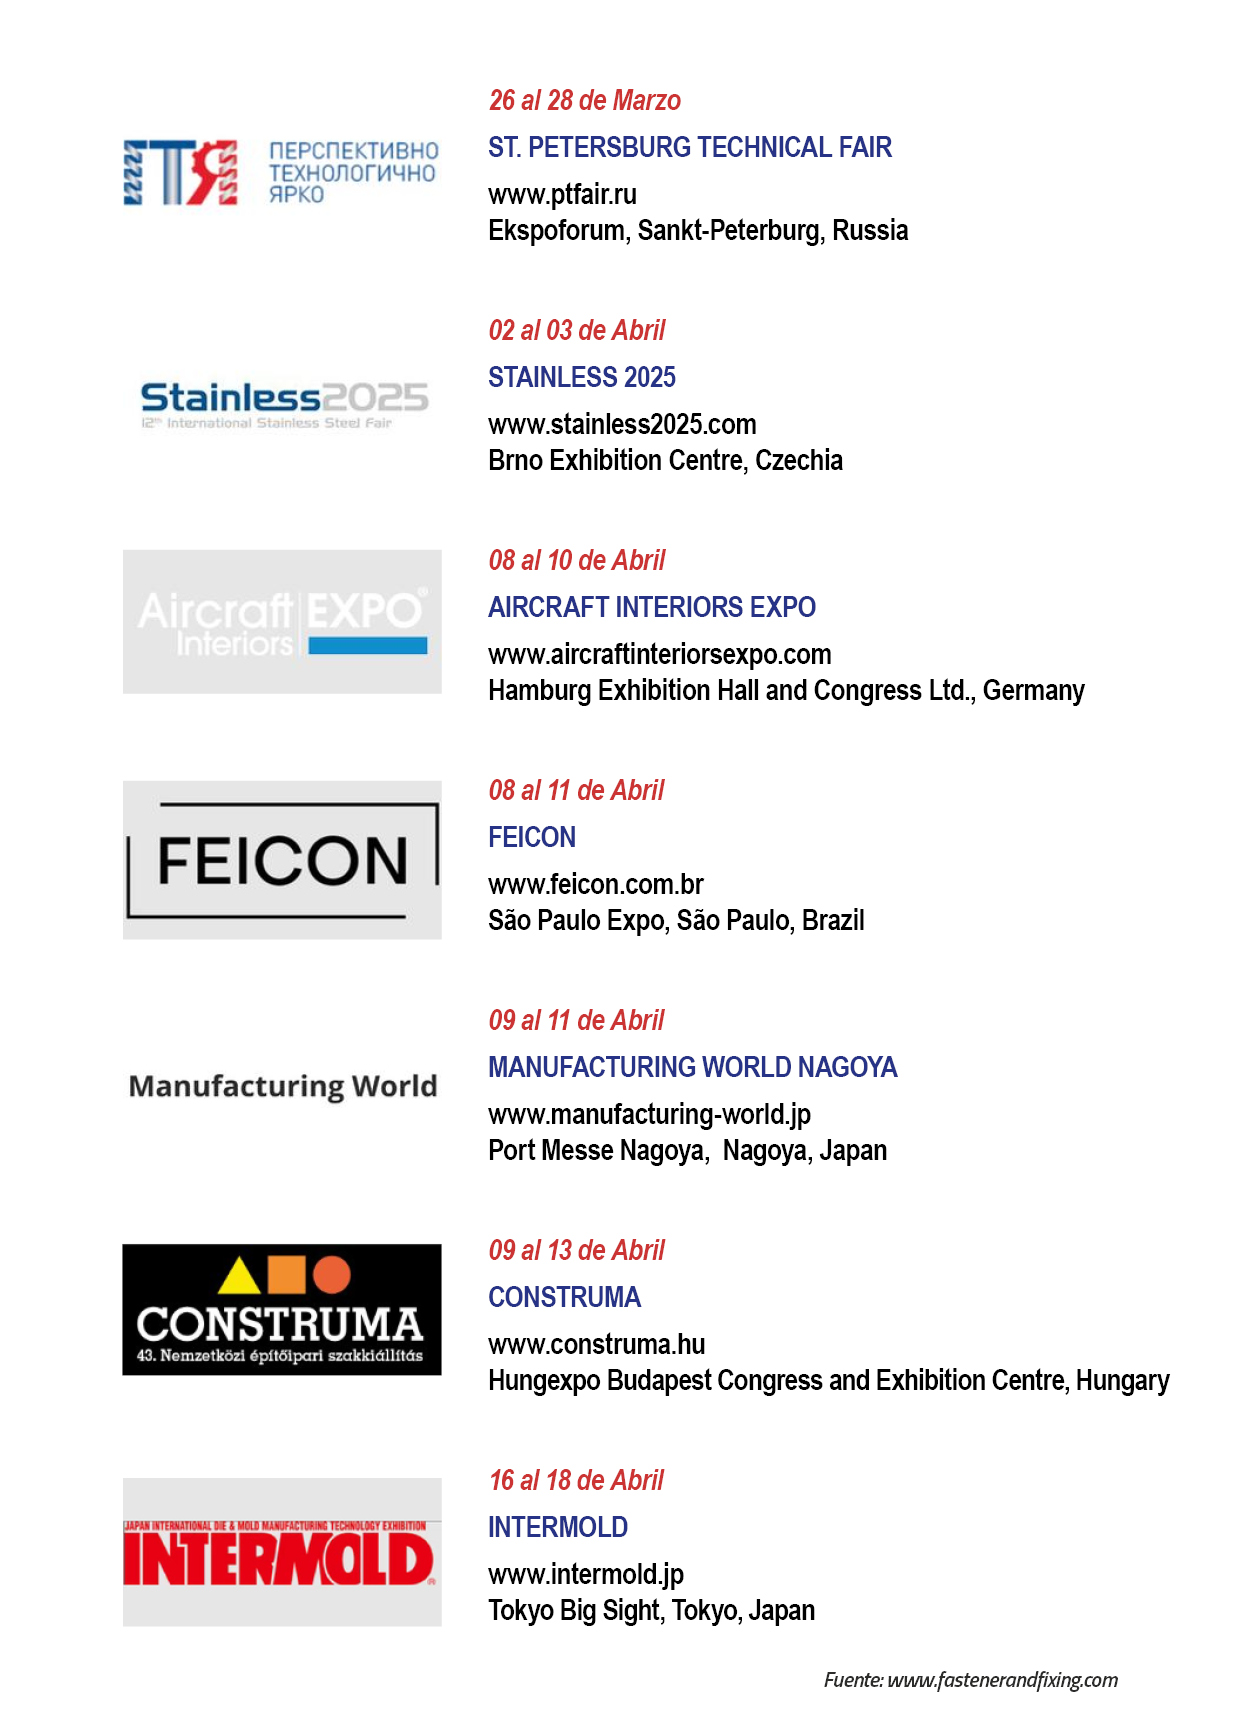 26 al 28 de Marzo
ПЕРСПЕКТИВНО
ТЕХНОЛОГИЧНО
ЯРКО
ПТЯ
ST. PETERSBURG TECHNICAL FAIR
www.ptfair.ru
Ekspoforum, Sankt-Peterburg, Russia
02 al 03 de Abril
Stainless2025
12th International Stainless Steel Fair
STAINLESS 2025
www.stainless2025.com
Brno Exhibition Centre, Czechia
08 al 10 de Abril
Aircraft Interiors EXPO®
AIRCRAFT INTERIORS EXPO
www.aircraftinteriorsexpo.com
Hamburg Exhibition Hall and Congress Ltd., Germany
08 al 11 de Abril
FEICON
FEICON
www.feicon.com.br
São Paulo Expo, São Paulo, Brazil
09 al 11 de Abril
Manufacturing World
MANUFACTURING WORLD NAGOYA
www.manufacturing-world.jp
Port Messe Nagoya, Nagoya, Japan
09 al 13 de Abril
CONSTRUMA
43. Nemzetközi építőipari szakkiállítás
CONSTRUMA
www.construma.hu
Hungexpo Budapest Congress and Exhibition Centre, Hungary
16 al 18 de Abril
JAPAN INTERNATIONAL DIE & MOLD MANUFACTURING TECHNOLOGY EXHIBITION
INTERMOLD®
INTERMOLD
www.intermold.jp
Tokyo Big Sight, Tokyo, Japan
Fuente: www.fastenerandfixing.com